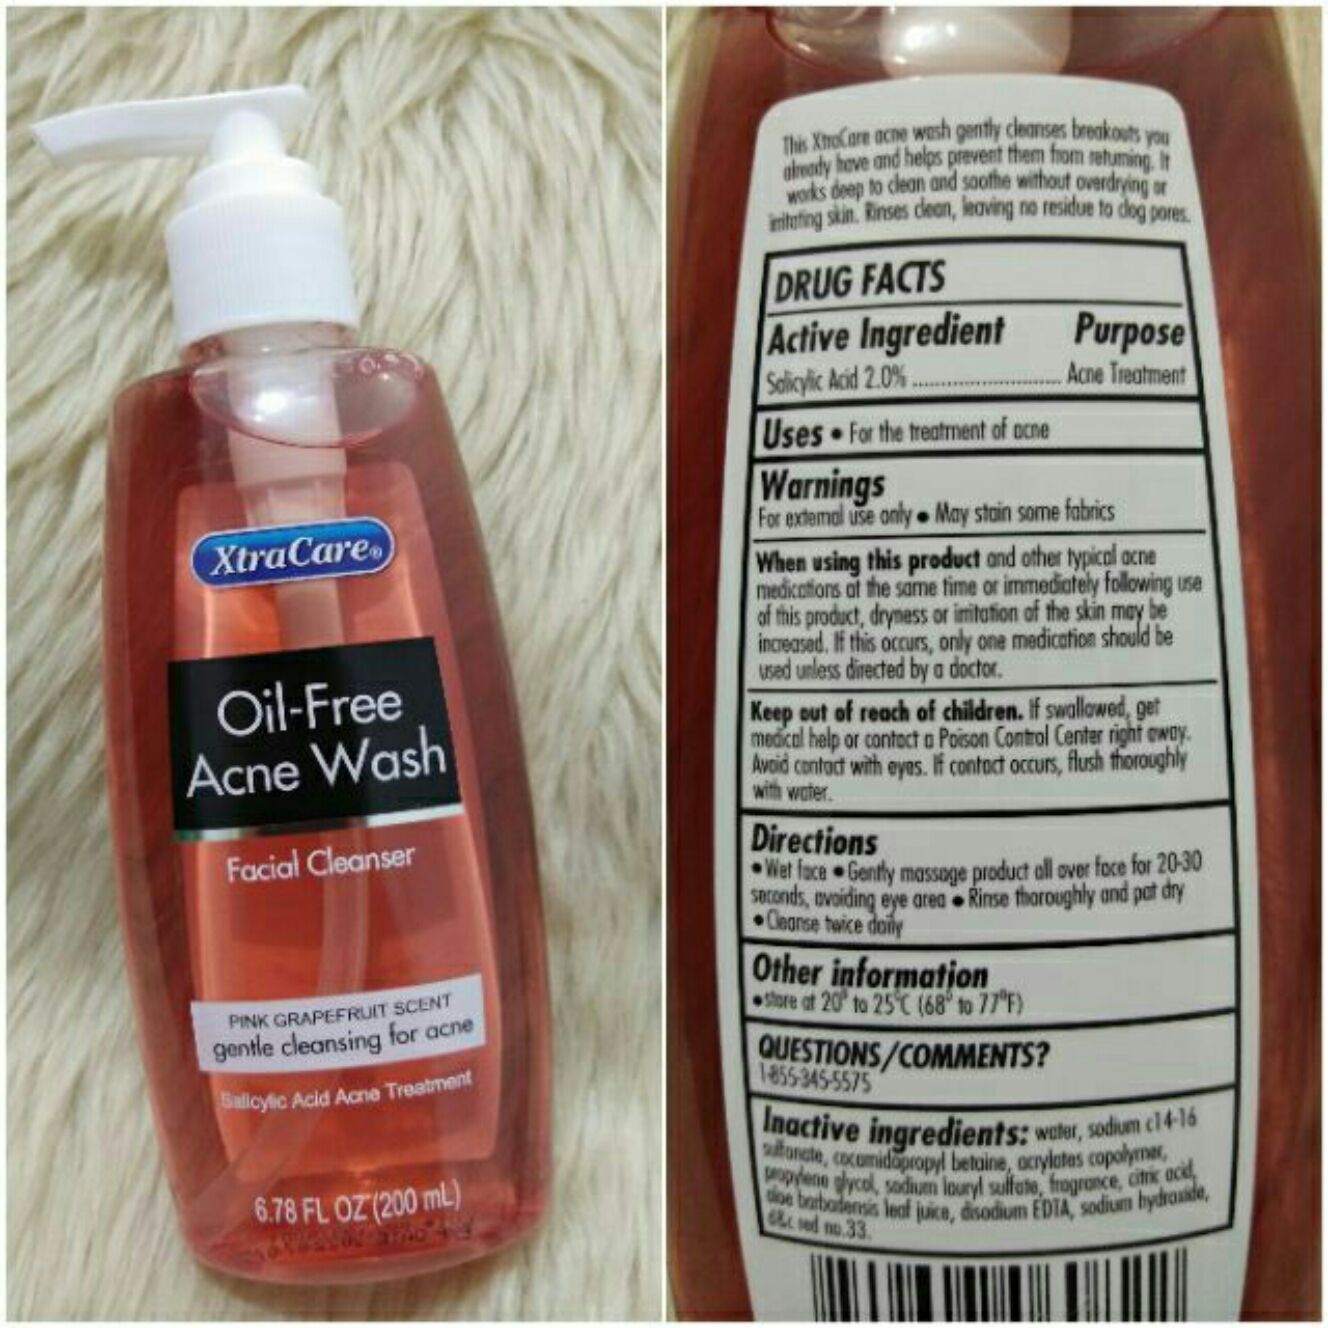 XtraCare®
Oil-Free
Acne Wash
Facial Cleanser
PINK GRAPEFRUIT SCENT
gentle cleansing for acne
Salicylic Acid Acne Treatment
6.78 FL OZ (200 mL)
This XtraCare acne wash gently cleanses breakouts you
already have and helps prevent them from returning. It
works deep to clean and soothe without overdrying or
irritating skin. Rinses clean, leaving no residue to clog pores.
DRUG FACTS
Active Ingredient Purpose
Salicylic Acid 2.0% ............................ Acne Treatment
Uses • For the treatment of acne
Warnings
For external use only • May stain some fabrics
When using this product and other typical acne
medications at the same time or immediately following use
of this product, dryness or irritation of the skin may be
increased. If this occurs, only one medication should be
used unless directed by a doctor.
Keep out of reach of children. If swallowed, get
medical help or contact a Poison Control Center right away.
Avoid contact with eyes. If contact occurs, flush thoroughly
with water.
Directions
• Wet face • Gently massage product all over face for 20-30
seconds, avoiding eye area • Rinse thoroughly and pat dry
• Cleanse twice daily
Other information
• store at 20° to 25°C (68° to 77°F)
QUESTIONS/COMMENTS?
1-855-345-5575
Inactive ingredients: water, sodium c14-16
sulfonate, cocamidopropyl betaine, acrylates copolymer,
propylene glycol, sodium lauryl sulfate, fragrance, citric acid,
aloe barbadensis leaf juice, disodium EDTA, sodium hydroxide,
d&c red no.33.